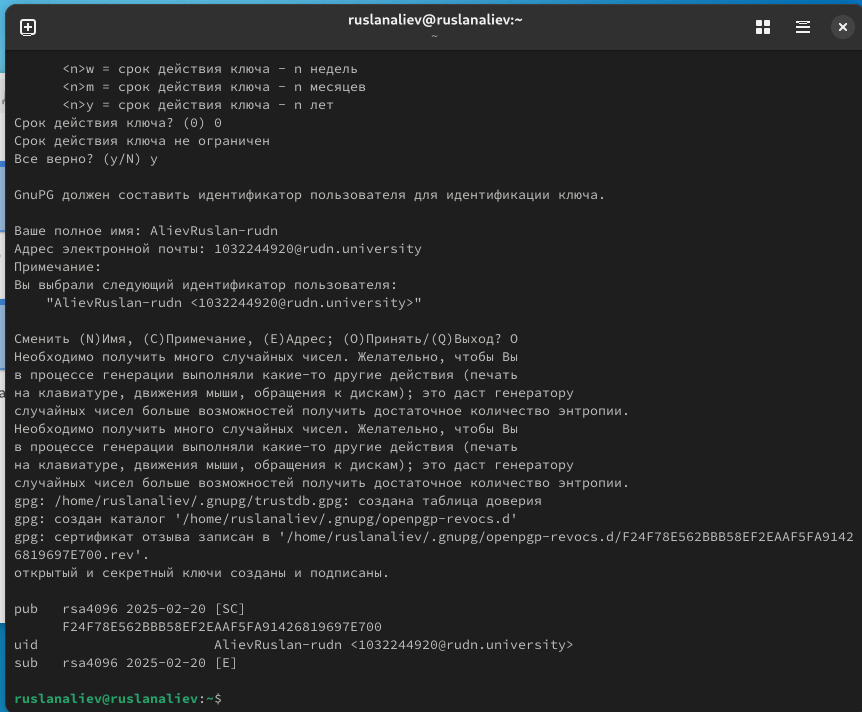 ruslanaliev@ruslanaliev:~
~
<n>w = срок действия ключа - n недель
<n>m = срок действия ключа - n месяцев
<n>y = срок действия ключа - n лет
Срок действия ключа? (0) 0
Срок действия ключа не ограничен
Все верно? (y/N) y
GnuPG должен составить идентификатор пользователя для идентификации ключа.
Ваше полное имя: AlievRuslan-rudn
Адрес электронной почты: 1032244920@rudn.university
Примечание:
Вы выбрали следующий идентификатор пользователя:
"AlievRuslan-rudn <1032244920@rudn.university>"
Сменить (N)Имя, (C)Примечание, (E)Адрес; (O)Принять/(Q)Выход? O
Необходимо получить много случайных чисел. Желательно, чтобы Вы
в процессе генерации выполняли какие-то другие действия (печать
на клавиатуре, движения мыши, обращения к дискам); это даст генератору
случайных чисел больше возможностей получить достаточное количество энтропии.
Необходимо получить много случайных чисел. Желательно, чтобы Вы
в процессе генерации выполняли какие-то другие действия (печать
на клавиатуре, движения мыши, обращения к дискам); это даст генератору
случайных чисел больше возможностей получить достаточное количество энтропии.
gpg: /home/ruslanaliev/.gnupg/trustdb.gpg: создана таблица доверия
gpg: создан каталог '/home/ruslanaliev/.gnupg/openpgp-revocs.d'
gpg: сертификат отзыва записан в '/home/ruslanaliev/.gnupg/openpgp-revocs.d/F24F78E562BBB58EF2EAAF5FA9142
6819697E700.rev'.
открытый и секретный ключи созданы и подписаны.
pub   rsa4096 2025-02-20 [SC]
F24F78E562BBB58EF2EAAF5FA91426819697E700
uid                      AlievRuslan-rudn <1032244920@rudn.university>
sub   rsa4096 2025-02-20 [E]
ruslanaliev@ruslanaliev:~$